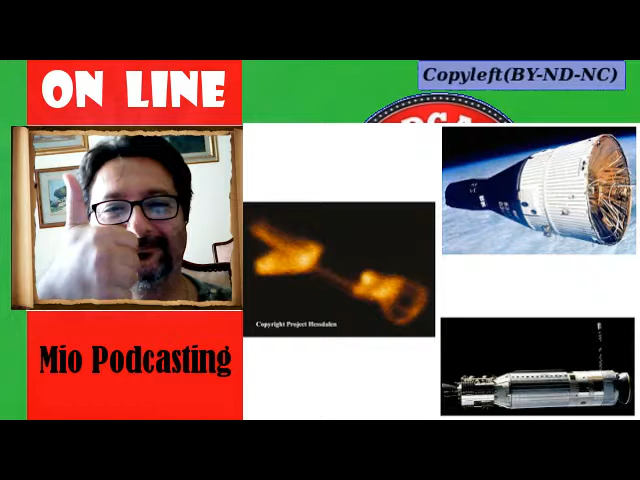 ON LINE
Copyleft(BY-ND-NC)
Copyright Project Hessdalen
Mio Podcasting